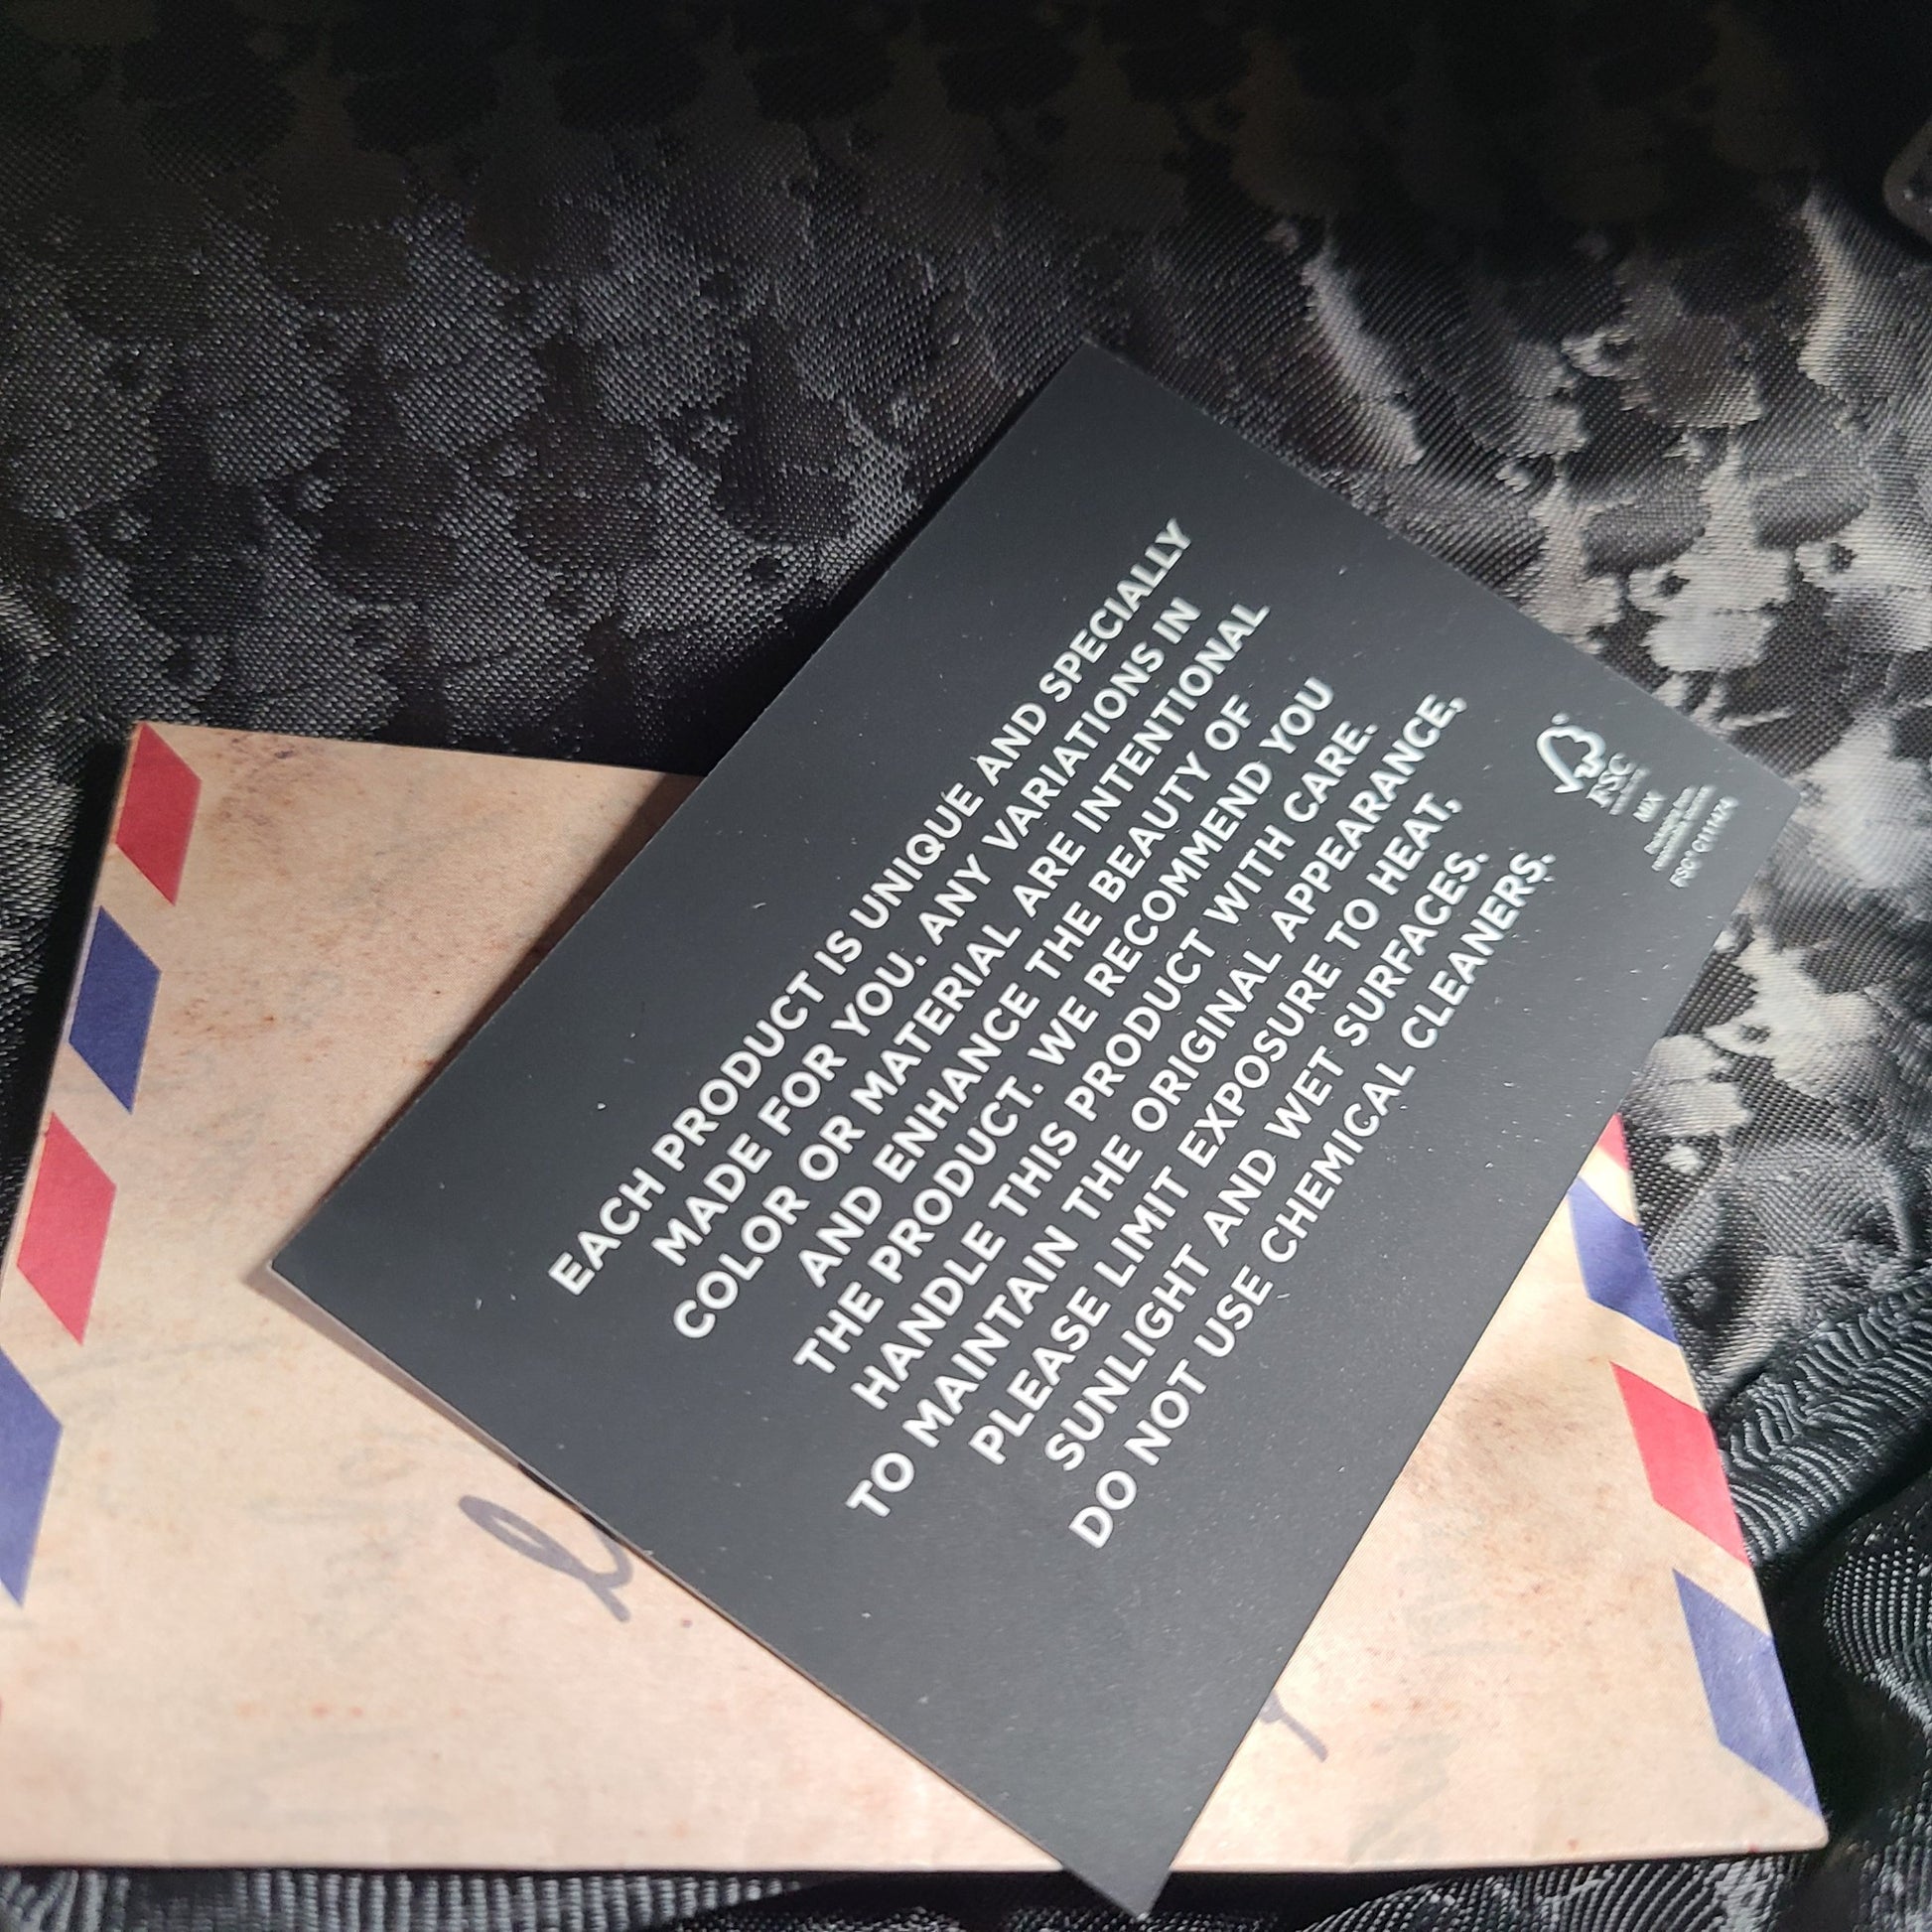 EACH PRODUCT IS UNIQUE AND SPECIALLY
MADE FOR YOU. ANY VARIATIONS IN
COLOR OR MATERIAL ARE INTENTIONAL
AND ENHANCE THE BEAUTY OF
THE PRODUCT. WE RECOMMEND YOU
HANDLE THIS PRODUCT WITH CARE.
TO MAINTAIN THE ORIGINAL APPEARANCE,
PLEASE LIMIT EXPOSURE TO HEAT,
SUNLIGHT AND WET SURFACES.
DO NOT USE CHEMICAL CLEANERS.
FSC
MIX